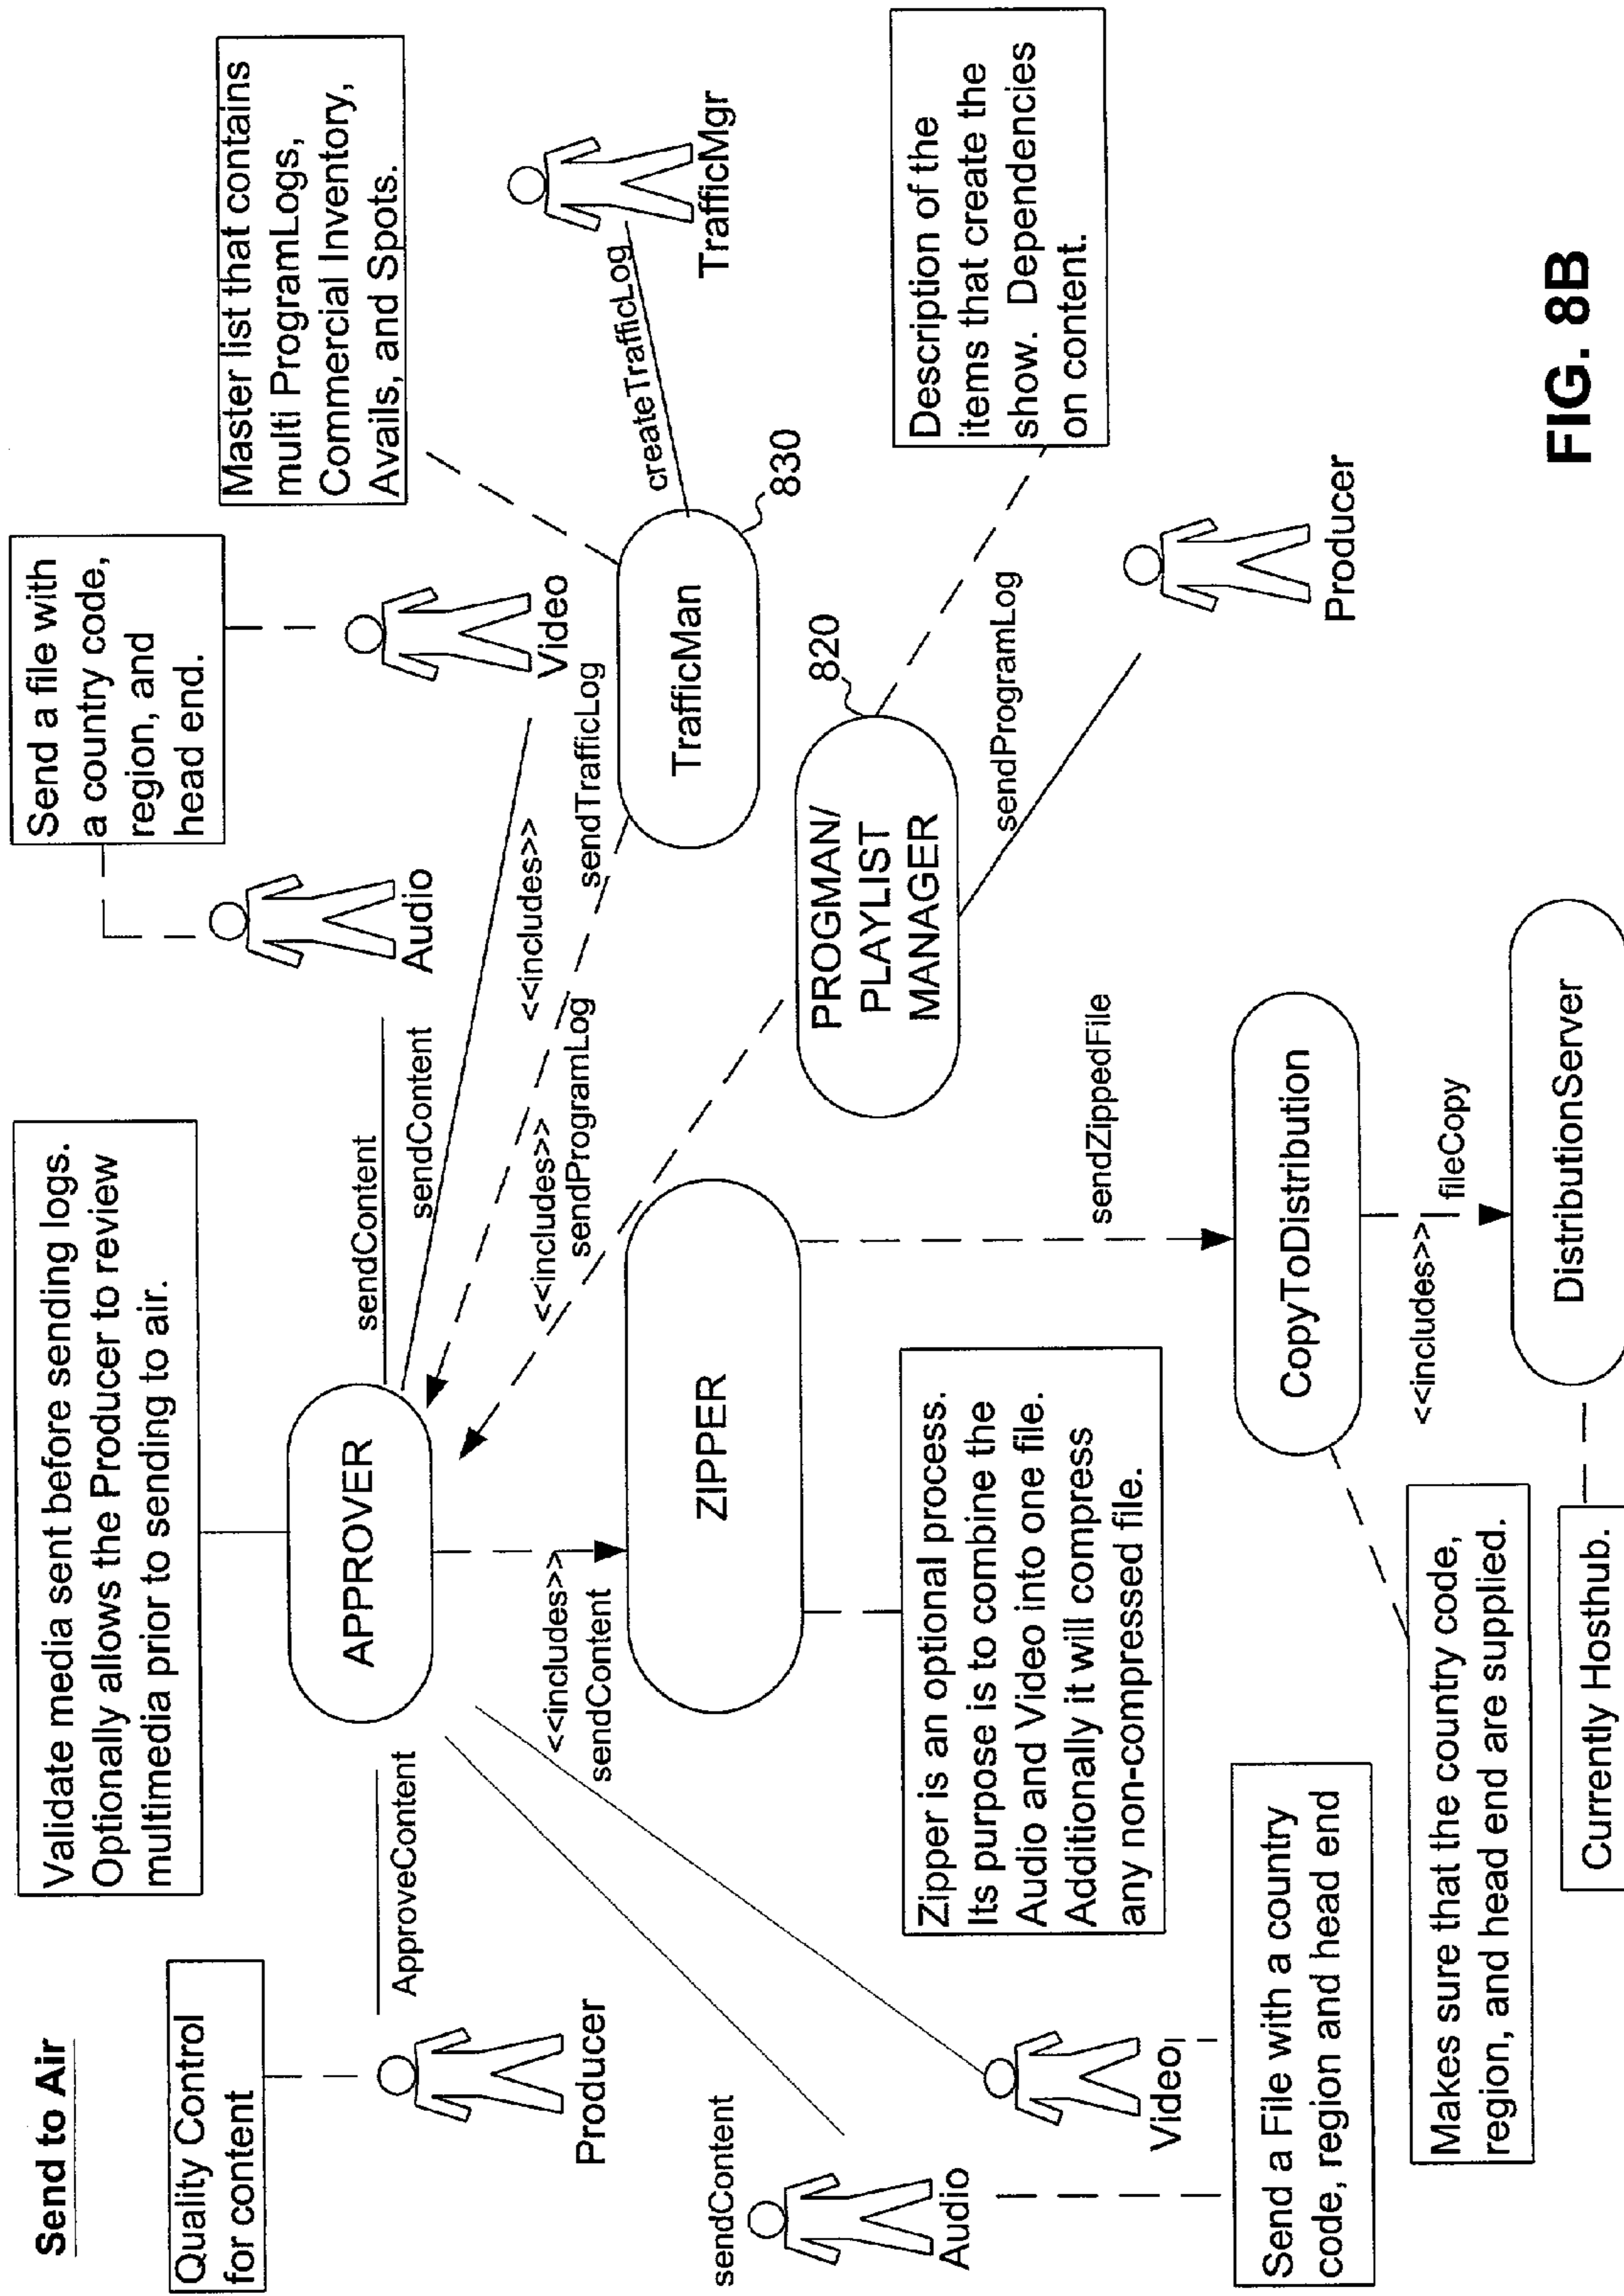 Send to Air
Quality Control
for content
Validate media sent before sending logs.
Optionally allows the Producer to review
multimedia prior to sending to air.
Send a file with
a country code,
region, and
head end.
Master list that contains
multi ProgramLogs,
Commercial Inventory,
Avails, and Spots.
Producer
ApproveContent
APPROVER
sendContent
sendContent
Audio
Video
<<includes>>
sendTrafficLog
<<includes>>
sendProgramLog
TrafficMan
830
createTrafficLog
TrafficMgr
<<includes>>
sendContent
ZIPPER
PROGMAN/
PLAYLIST
MANAGER
820
sendProgramLog
Producer
Description of the
items that create the
show. Dependencies
on content.
sendContent
Audio
Video
Zipper is an optional process.
Its purpose is to combine the
Audio and Video into one file.
Additionally it will compress
any non-compressed file.
sendZippedFile
Send a File with a country
code, region and head end
CopyToDistribution
Makes sure that the country code,
region, and head end are supplied.
<<includes>>
fileCopy
Currently Hosthub.
DistributionServer
FIG. 8B